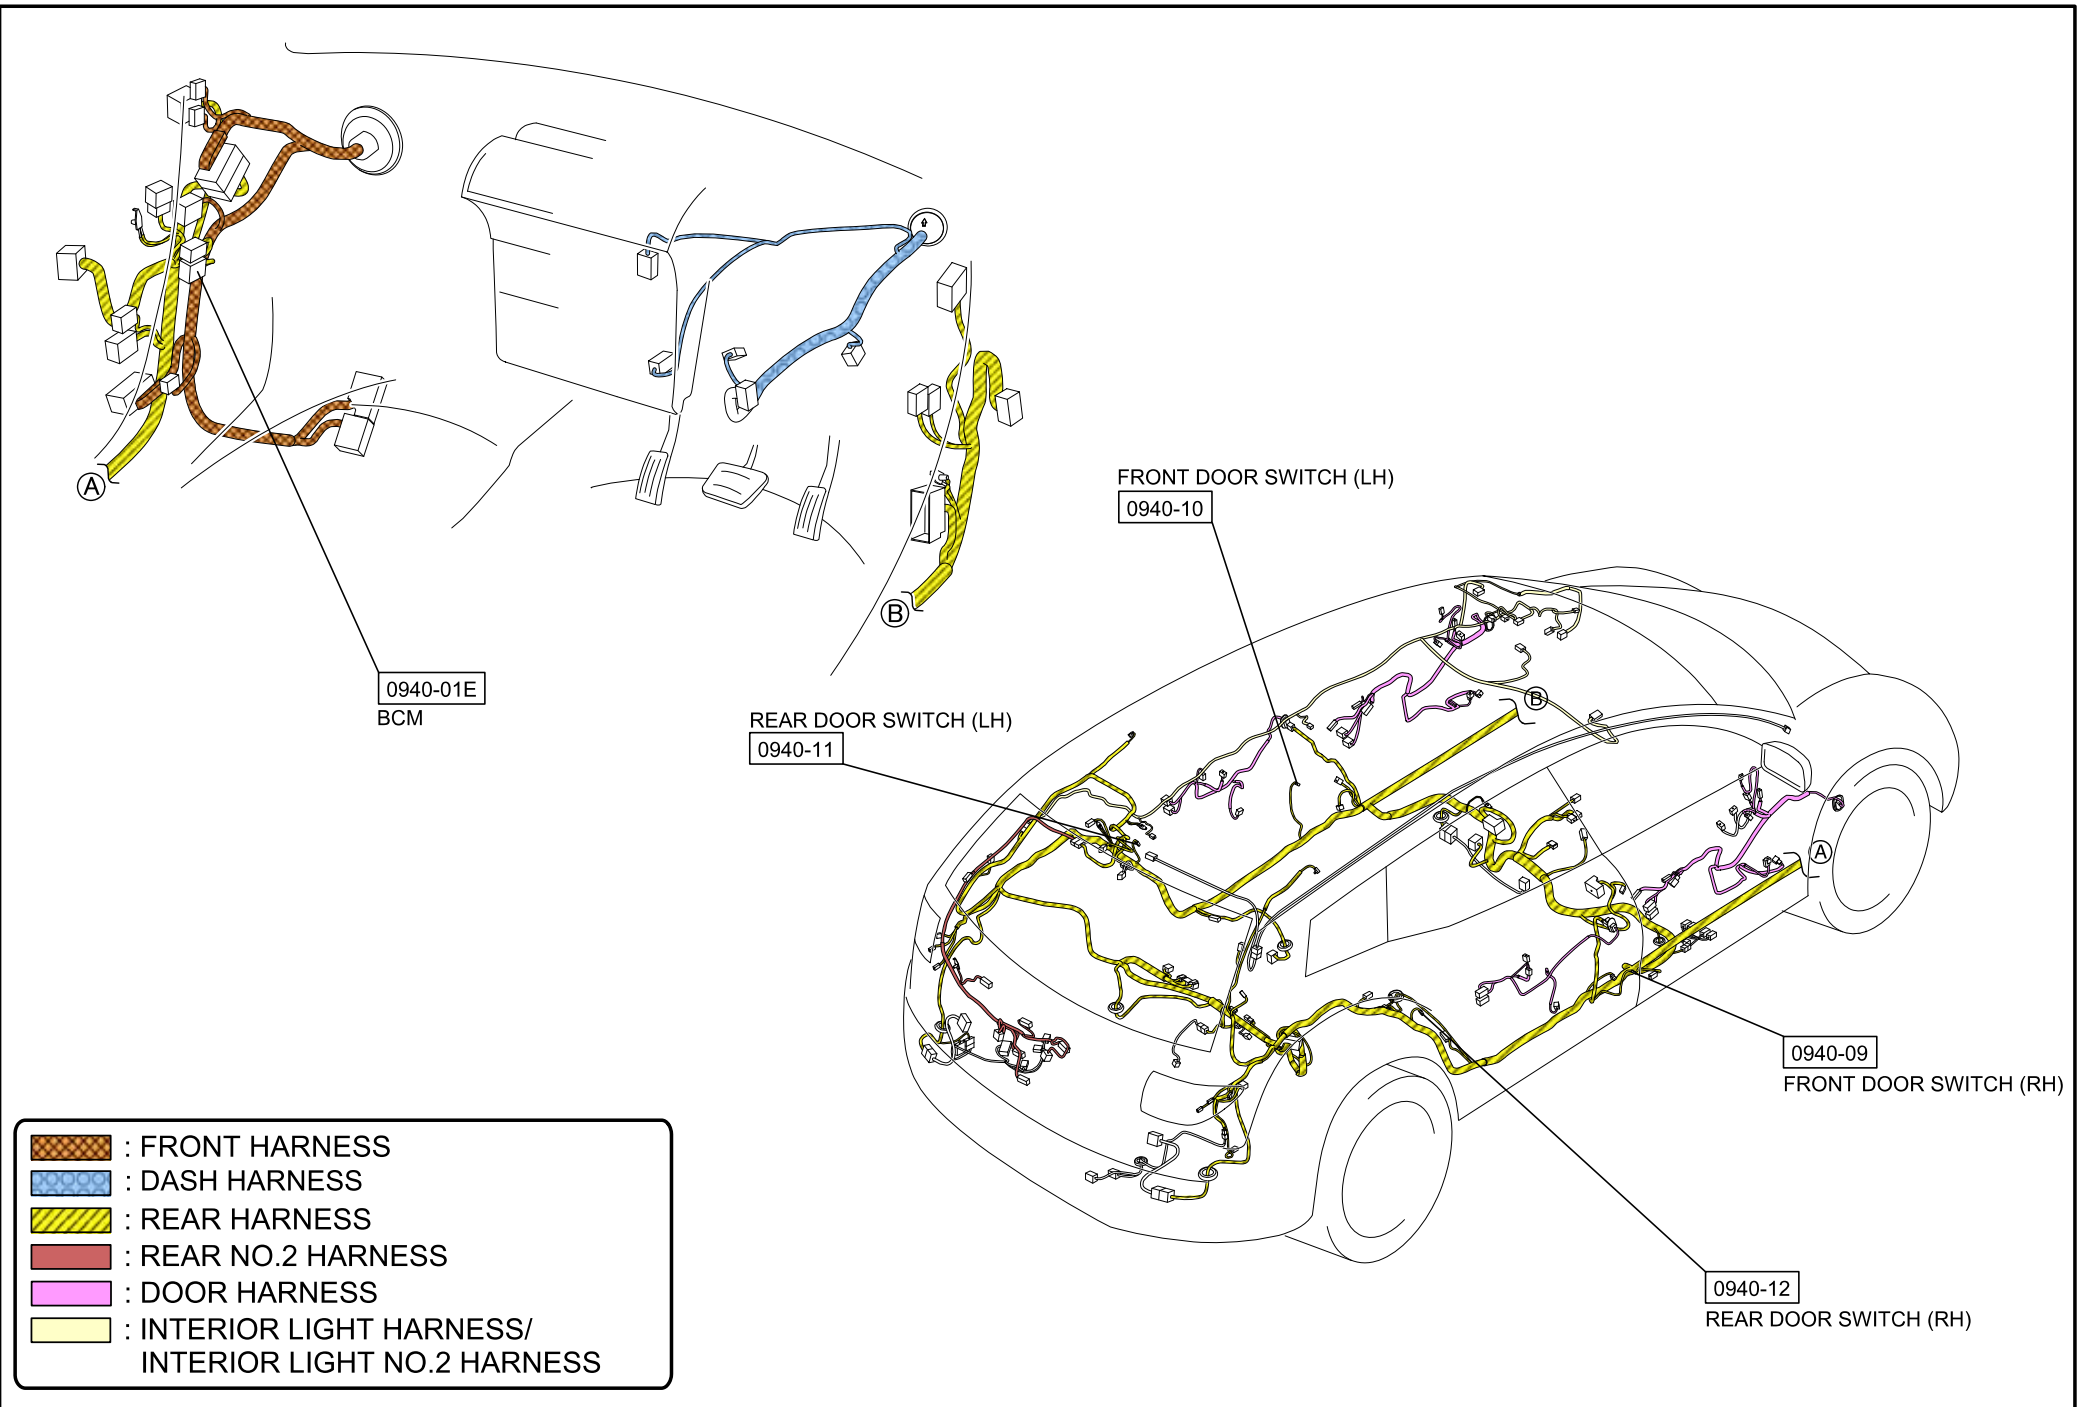 A
B
0940-01E
BCM
FRONT DOOR SWITCH (LH)
0940-10
REAR DOOR SWITCH (LH)
0940-11
B
A
0940-09
FRONT DOOR SWITCH (RH)
0940-12
REAR DOOR SWITCH (RH)
: FRONT HARNESS
: DASH HARNESS
: REAR HARNESS
: REAR NO.2 HARNESS
: DOOR HARNESS
: INTERIOR LIGHT HARNESS/
INTERIOR LIGHT NO.2 HARNESS